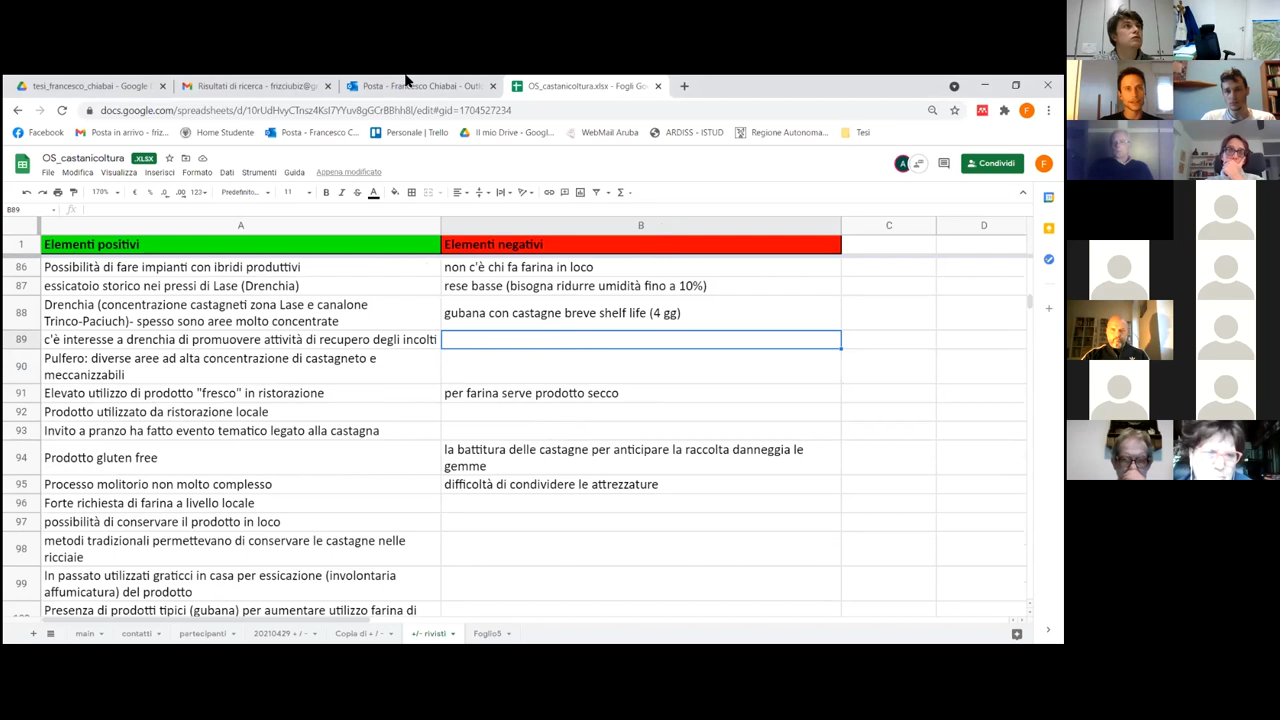 tesi_francesco_chiabai - Google
Risultati di ricerca - frizciubiz@g
Posta - Francesco Chiabai - Outl
OS_castanicoltura.xlsx - Fogli Go
docs.google.com/spreadsheets/d/10rUdHvyCTnsz4KsI7YYuv8gGCrBBhh8l/edit#gid=1704527234
Facebook
Posta in arrivo - friz...
Home Studente
Posta - Francesco C...
Personale | Trello
Il mio Drive - Googl...
WebMail Aruba
ARDISS - ISTUD
Regione Autonoma...
Tesi
OS_castanicoltura .XLSX
File Modifica Visualizza Inserisci Formato Dati Strumenti Guida Appena modificato
A
Condividi
F
170% € % .0 .00 123 Predefinito... 11 B I S A
B89 fx
A B C D
1 Elementi positivi Elementi negativi
86 Possibilità di fare impianti con ibridi produttivi non c'è chi fa farina in loco
87 essicatoio storico nei pressi di Lase (Drenchia) rese basse (bisogna ridurre umidità fino a 10%)
88 Drenchia (concentrazione castagneti zona Lase e canalone
Trinco-Paciuch)- spesso sono aree molto concentrate gubana con castagne breve shelf life (4 gg)
89 c'è interesse a drenchia di promuovere attività di recupero degli incolti
90 Pulfero: diverse aree ad alta concentrazione di castagneto e
meccanizzabili
91 Elevato utilizzo di prodotto "fresco" in ristorazione per farina serve prodotto secco
92 Prodotto utilizzato da ristorazione locale
93 Invito a pranzo ha fatto evento tematico legato alla castagna
94 Prodotto gluten free la battitura delle castagne per anticipare la raccolta danneggia le
gemme
95 Processo molitorio non molto complesso difficoltà di condividere le attrezzature
96 Forte richiesta di farina a livello locale
97 possibilità di conservare il prodotto in loco
98 metodi tradizionali permettevano di conservare le castagne nelle
ricciaie
99 In passato utilizzati graticci in casa per essicazione (involontaria
affumicatura) del prodotto
Presenza di prodotti tipici (gubana) per aumentare utilizzo farina di
main contatti partecipanti 20210429 + / - Copia di + / - +/- rivisti Foglio5